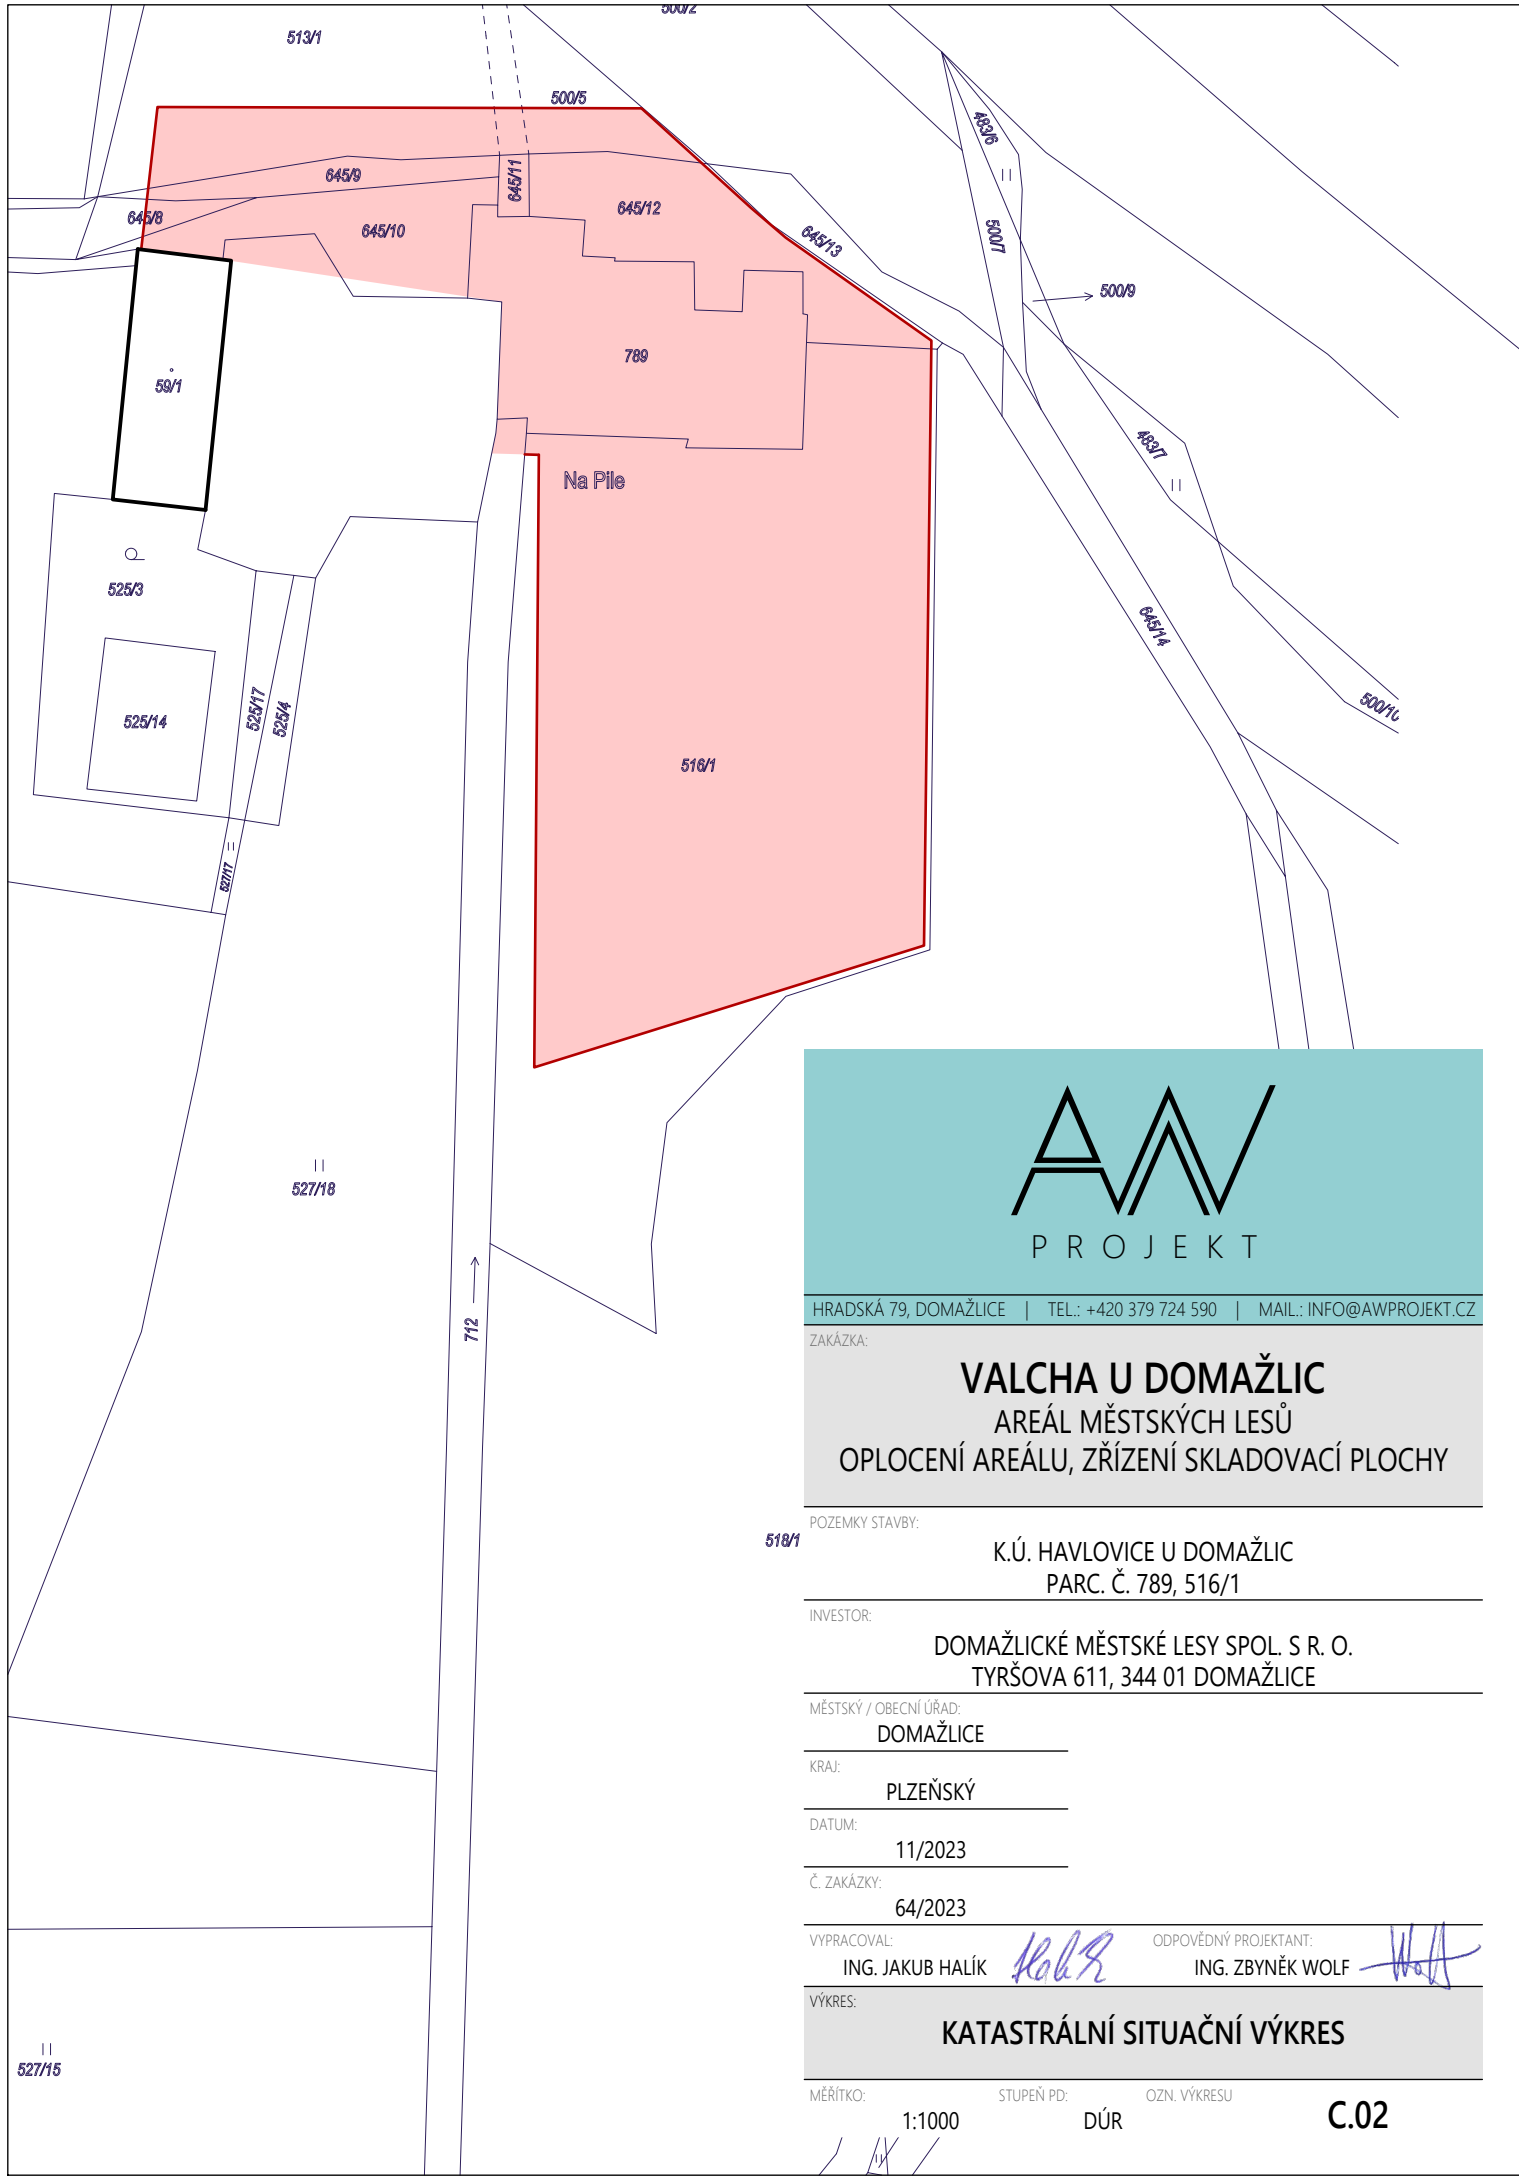 500/2
513/1
500/5
483/6
645/9
645/11
645/8
645/10
645/12
645/13
500/7
500/9
789
59/1
483/7
Na Pile
525/3
645/14
525/17
525/4
525/14
500/10
516/1
527/17
527/18
712
518/1
527/15
AW
PROJEKT
HRADSKÁ 79, DOMAŽLICE | TEL.: +420 379 724 590 | MAIL.: INFO@AWPROJEKT.CZ
ZAKÁZKA:
VALCHA U DOMAŽLIC
AREÁL MĚSTSKÝCH LESŮ
OPLOCENÍ AREÁLU, ZŘÍZENÍ SKLADOVACÍ PLOCHY
POZEMKY STAVBY:
K.Ú. HAVLOVICE U DOMAŽLIC
PARC. Č. 789, 516/1
INVESTOR:
DOMAŽLICKÉ MĚSTSKÉ LESY SPOL. S R. O.
TYRŠOVA 611, 344 01 DOMAŽLICE
MĚSTSKÝ / OBECNÍ ÚŘAD:
DOMAŽLICE
KRAJ:
PLZEŇSKÝ
DATUM:
11/2023
Č. ZAKÁZKY:
64/2023
VYPRACOVAL:
ING. JAKUB HALÍK
Halík
ODPOVĚDNÝ PROJEKTANT:
ING. ZBYNĚK WOLF
Wolf
VÝKRES:
KATASTRÁLNÍ SITUAČNÍ VÝKRES
MĚŘÍTKO:
1:1000
STUPEŇ PD:
DÚR
OZN. VÝKRESU
C.02